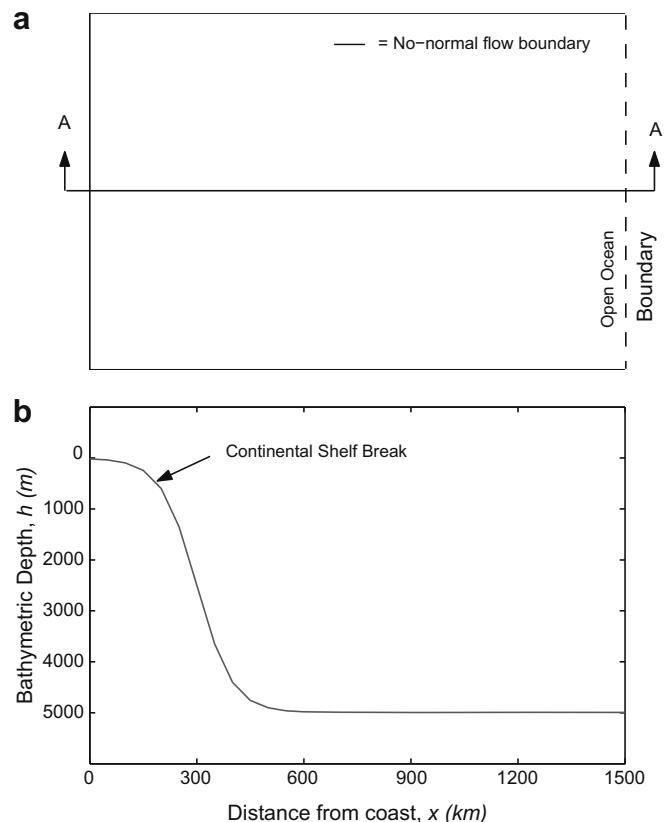 a
= No−normal flow boundary
A
A
Open Ocean
Boundary
b
Continental Shelf Break
Bathymetric Depth, h (m)
0
1000
2000
3000
4000
5000
6000
0 300 600 900 1200 1500
Distance from coast, x (km)